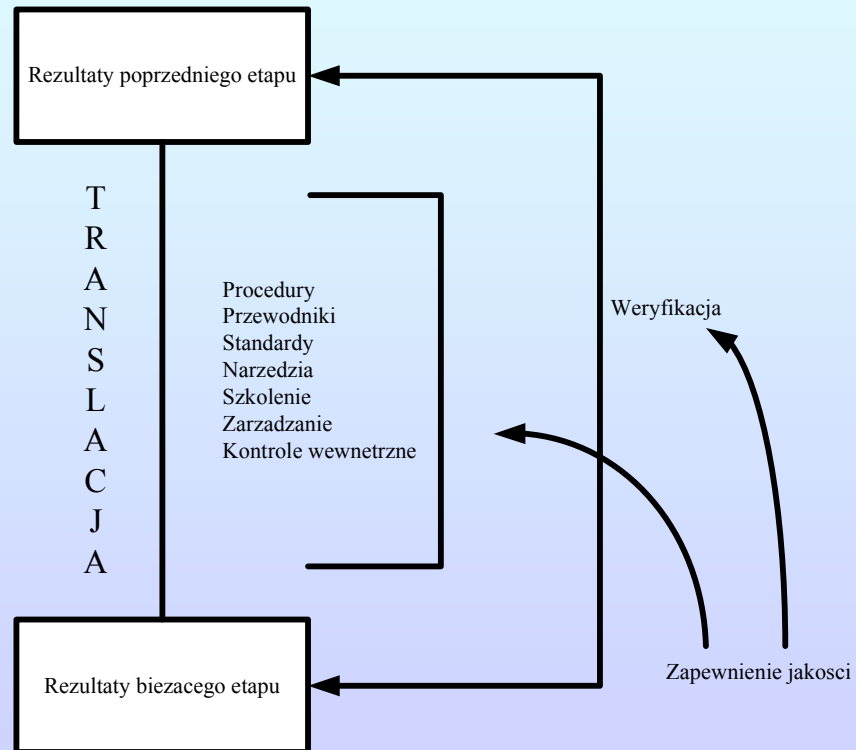 Rezultaty poprzedniego etapu
T
R
A
N
S
L
A
C
J
A
Procedury
Przewodniki
Standardy
Narzedzia
Szkolenie
Zarzadzanie
Kontrole wewnetrzne
Weryfikacja
Zapewnienie jakosci
Rezultaty biezacego etapu